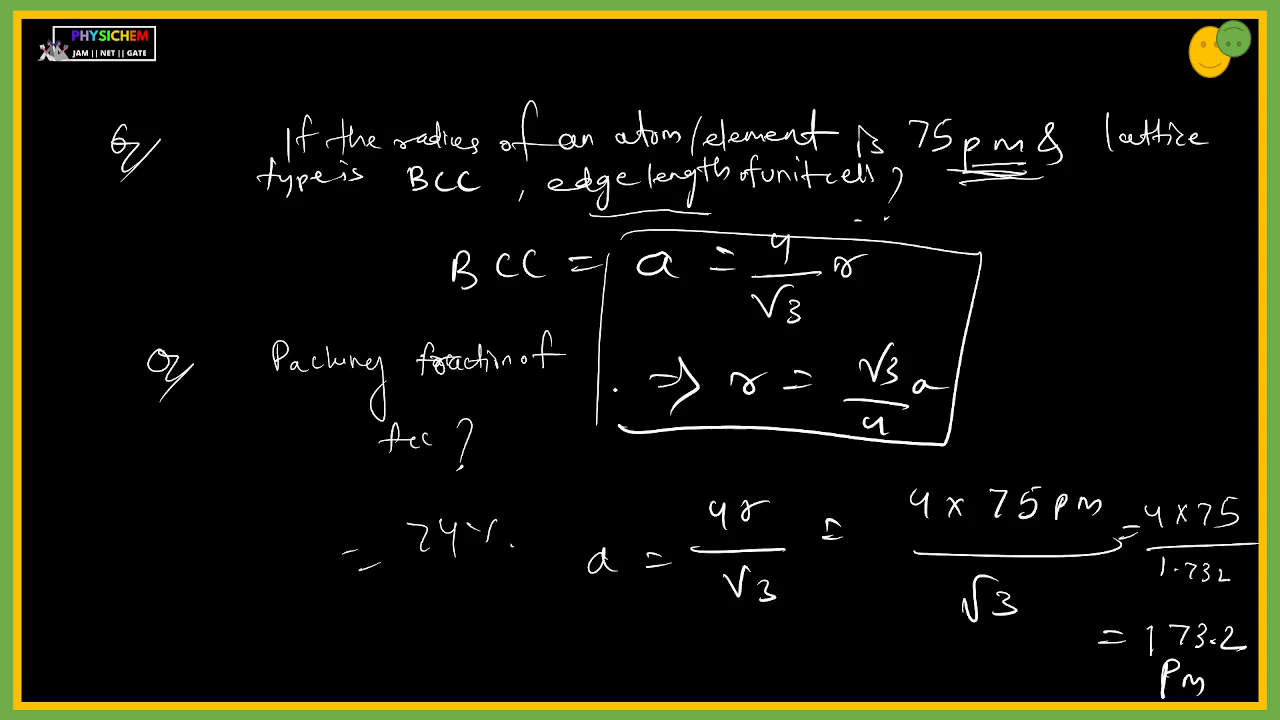 PHYSICHEM
JAM || NET || GATE
Q/ If the radius of an atom/element is 75 pm & lattice
type is BCC, edge length of unit cell?
BCC = a = 4/√3 r
⇒ r = √3/4 a
Q/ Packing fraction of
fcc?
= 74%.
a = 4r/√3 = 4 x 75 pm/√3 = 4 x 75/1.732
= 173.2
Pm